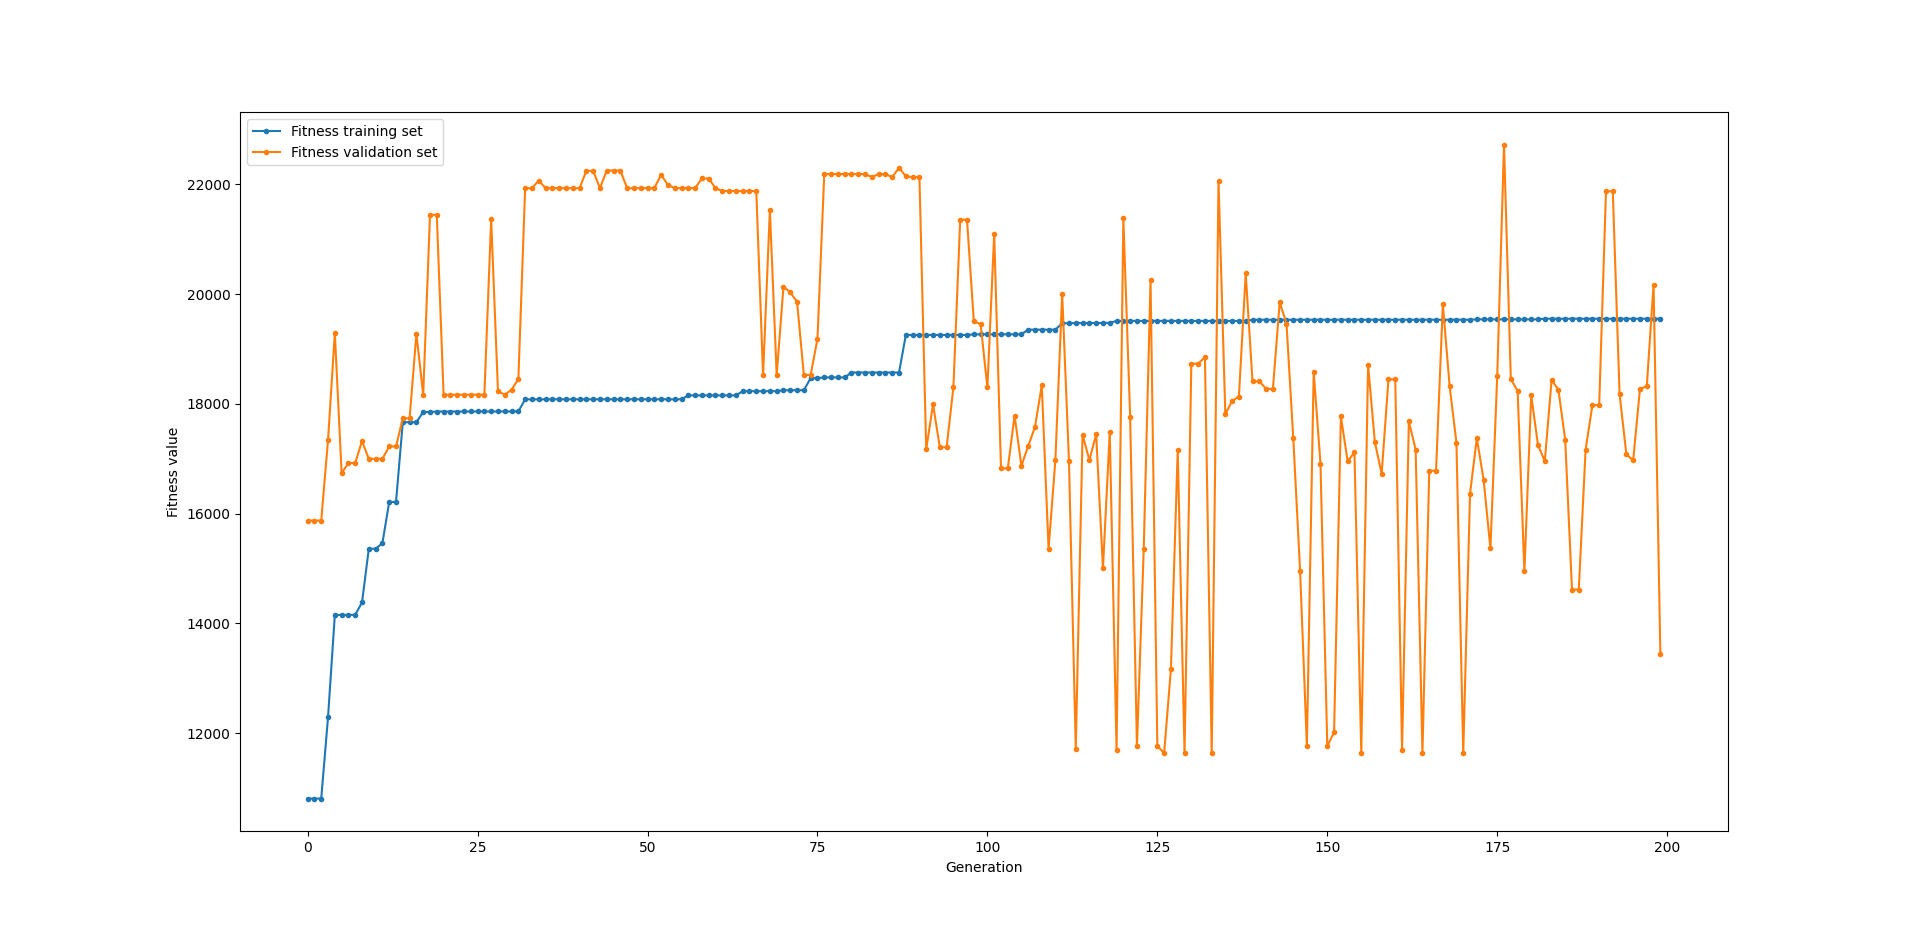 Fitness training set
Fitness validation set
22000
20000
18000
16000
14000
12000
Fitness value
0 25 50 75 100 125 150 175 200
Generation